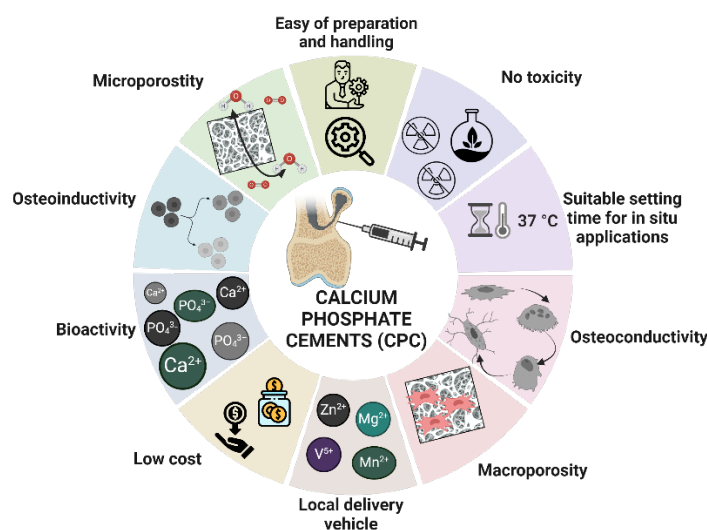 Easy of preparation
and handling
No toxicity
Suitable setting
time for in situ
applications
37 °C
Osteoconductivity
Macroporosity
Local delivery
vehicle
Zn²⁺
Mg²⁺
V⁵⁺
Mn²⁺
Low cost
Bioactivity
Ca²⁺
PO₄³⁻
Ca²⁺
PO₄³⁻
PO₄³⁻
Ca²⁺
Osteoinductivity
Microporostity
H O H
O O
O O
H O H
CALCIUM
PHOSPHATE
CEMENTS (CPC)